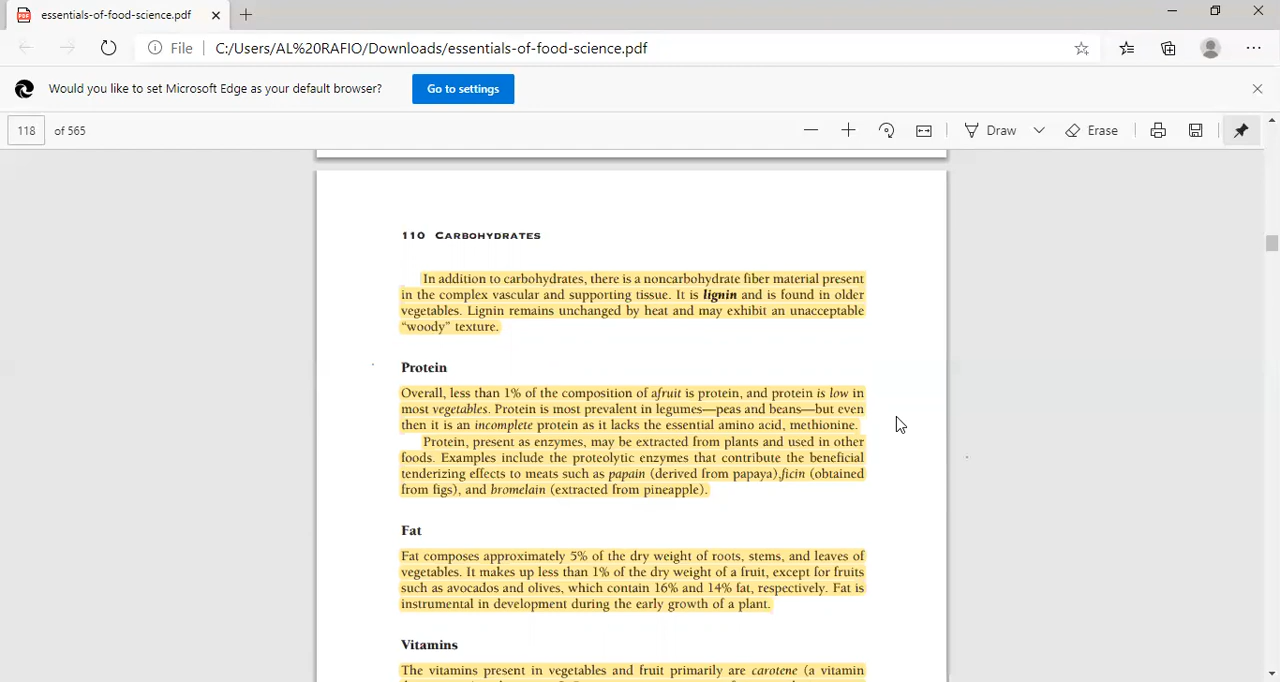 essentials-of-food-science.pdf
File C:/Users/AL%20RAFIO/Downloads/essentials-of-food-science.pdf
Would you like to set Microsoft Edge as your default browser? Go to settings
118 of 565 Draw Erase
110 CARBOHYDRATES
In addition to carbohydrates, there is a noncarbohydrate fiber material present
in the complex vascular and supporting tissue. It is lignin and is found in older
vegetables. Lignin remains unchanged by heat and may exhibit an unacceptable
“woody” texture.
Protein
Overall, less than 1% of the composition of afruit is protein, and protein is low in
most vegetables. Protein is most prevalent in legumes—peas and beans—but even
then it is an incomplete protein as it lacks the essential amino acid, methionine.
Protein, present as enzymes, may be extracted from plants and used in other
foods. Examples include the proteolytic enzymes that contribute the beneficial
tenderizing effects to meats such as papain (derived from papaya),ficin (obtained
from figs), and bromelain (extracted from pineapple).
Fat
Fat composes approximately 5% of the dry weight of roots, stems, and leaves of
vegetables. It makes up less than 1% of the dry weight of a fruit, except for fruits
such as avocados and olives, which contain 16% and 14% fat, respectively. Fat is
instrumental in development during the early growth of a plant.
Vitamins
The vitamins present in vegetables and fruit primarily are carotene (a vitamin